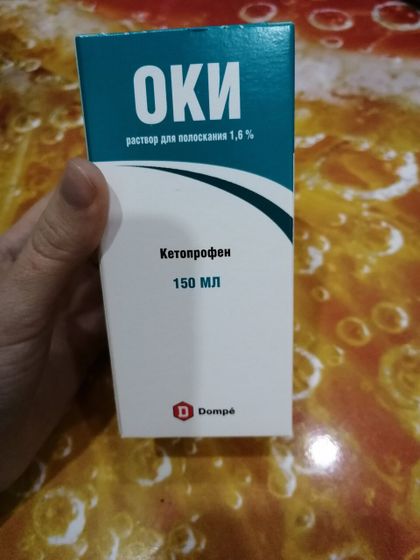 ОКИ
раствор для полоскания 1,6 %
Кетопрофен
150 МЛ
D Dompé